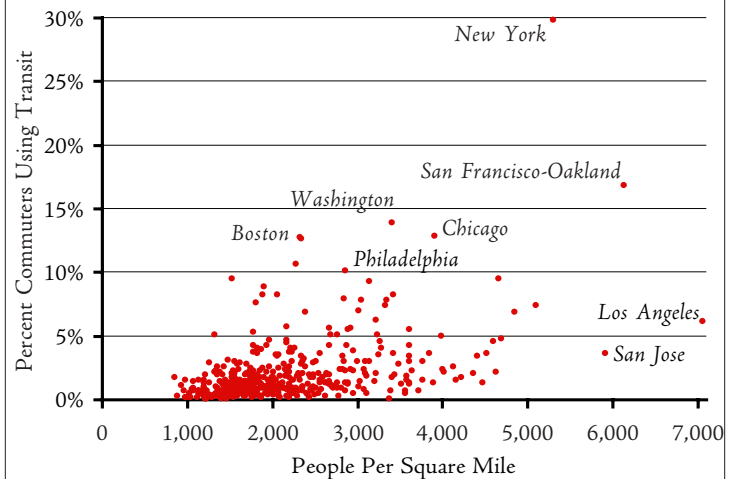 30%
New York
25%
20%
San Francisco-Oakland
Washington
15%
Boston
Chicago
Philadelphia
10%
Los Angeles
5%
San Jose
0%
Percent Commuters Using Transit
0 1,000 2,000 3,000 4,000 5,000 6,000 7,000
People Per Square Mile